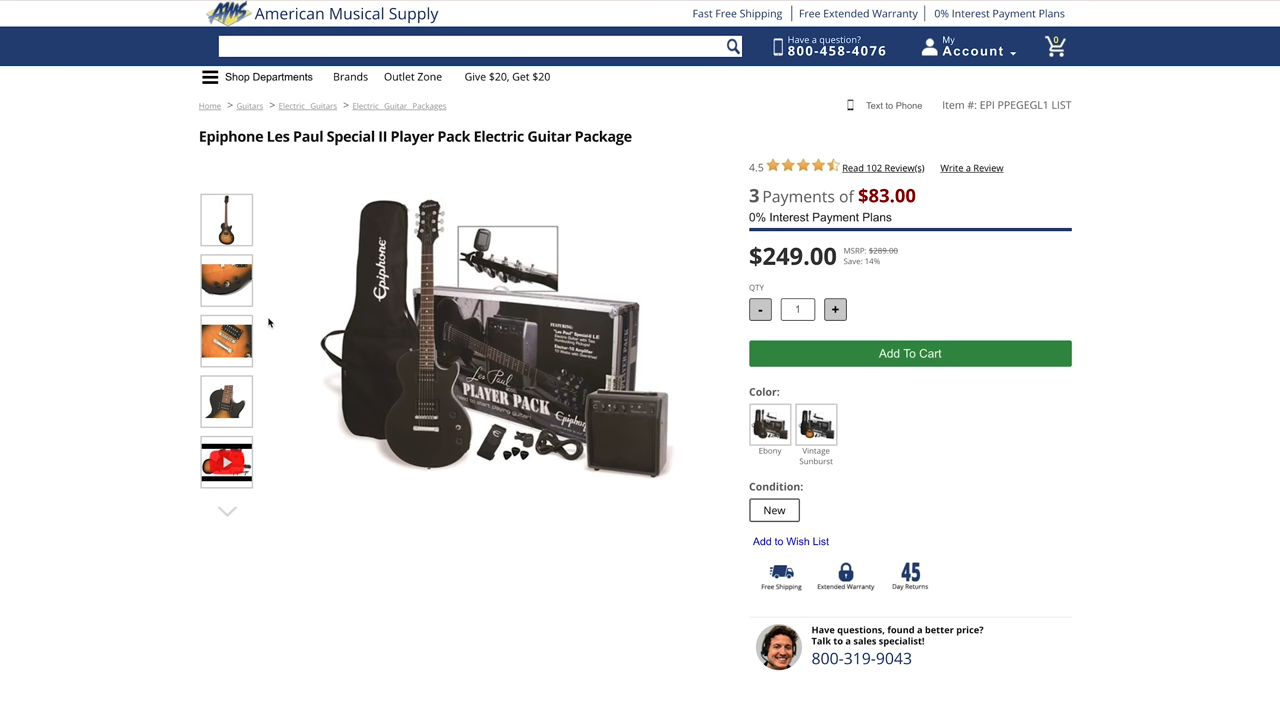 AMS American Musical Supply
Fast Free Shipping
Free Extended Warranty
0% Interest Payment Plans
Have a question?
800-458-4076
My
Account
0
Shop Departments
Brands
Outlet Zone
Give $20, Get $20
Home > Guitars > Electric Guitars > Electric Guitar Packages
Text to Phone
Item #: EPI PPEGEGL1 LIST
Epiphone Les Paul Special II Player Pack Electric Guitar Package
4.5
Read 102 Review(s)
Write a Review
3 Payments of $83.00
0% Interest Payment Plans
$249.00
MSRP: $289.00
Save: 14%
QTY
- 1 +
Add To Cart
Color:
Ebony
Vintage
Sunburst
Condition:
New
Add to Wish List
Free Shipping
Extended Warranty
45
Day Returns
Have questions, found a better price?
Talk to a sales specialist!
800-319-9043
Epiphone
FEATURING:
Les Paul
PLAYER PACK
Epiphone